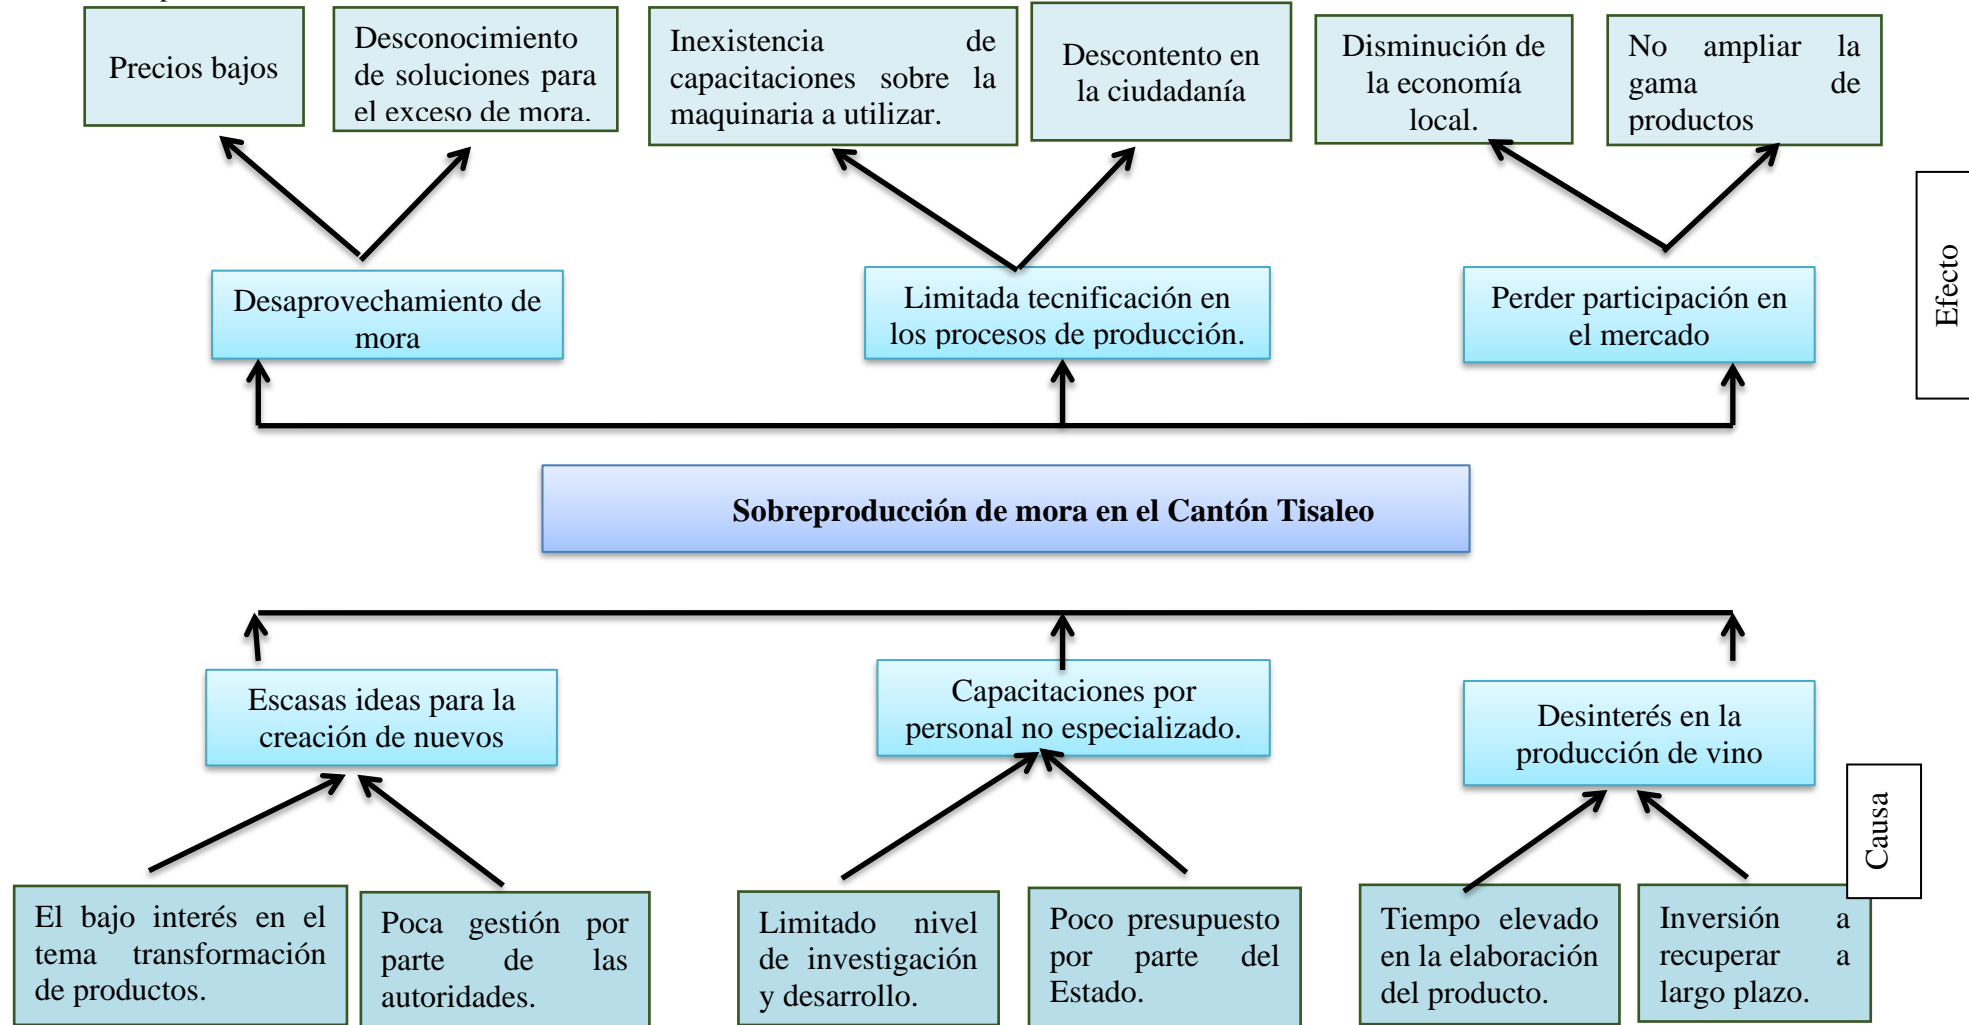 Precios bajos
Desconocimiento
de soluciones para
el exceso de mora.
Inexistencia de
capacitaciones sobre la
maquinaria a utilizar.
Descontento en
la ciudadanía
Disminución de
la economía
local.
No ampliar la
gama de
productos
Efecto
Desaprovechamiento de
mora
Limitada tecnificación en
los procesos de producción.
Perder participación en
el mercado
Sobreproducción de mora en el Cantón Tisaleo
Escasas ideas para la
creación de nuevos
Capacitaciones por
personal no especializado.
Desinterés en la
producción de vino
Causa
El bajo interés en el
tema transformación
de productos.
Poca gestión por
parte de las
autoridades.
Limitado nivel
de investigación
y desarrollo.
Poco presupuesto
por parte del
Estado.
Tiempo elevado
en la elaboración
del producto.
Inversión a
recuperar a
largo plazo.